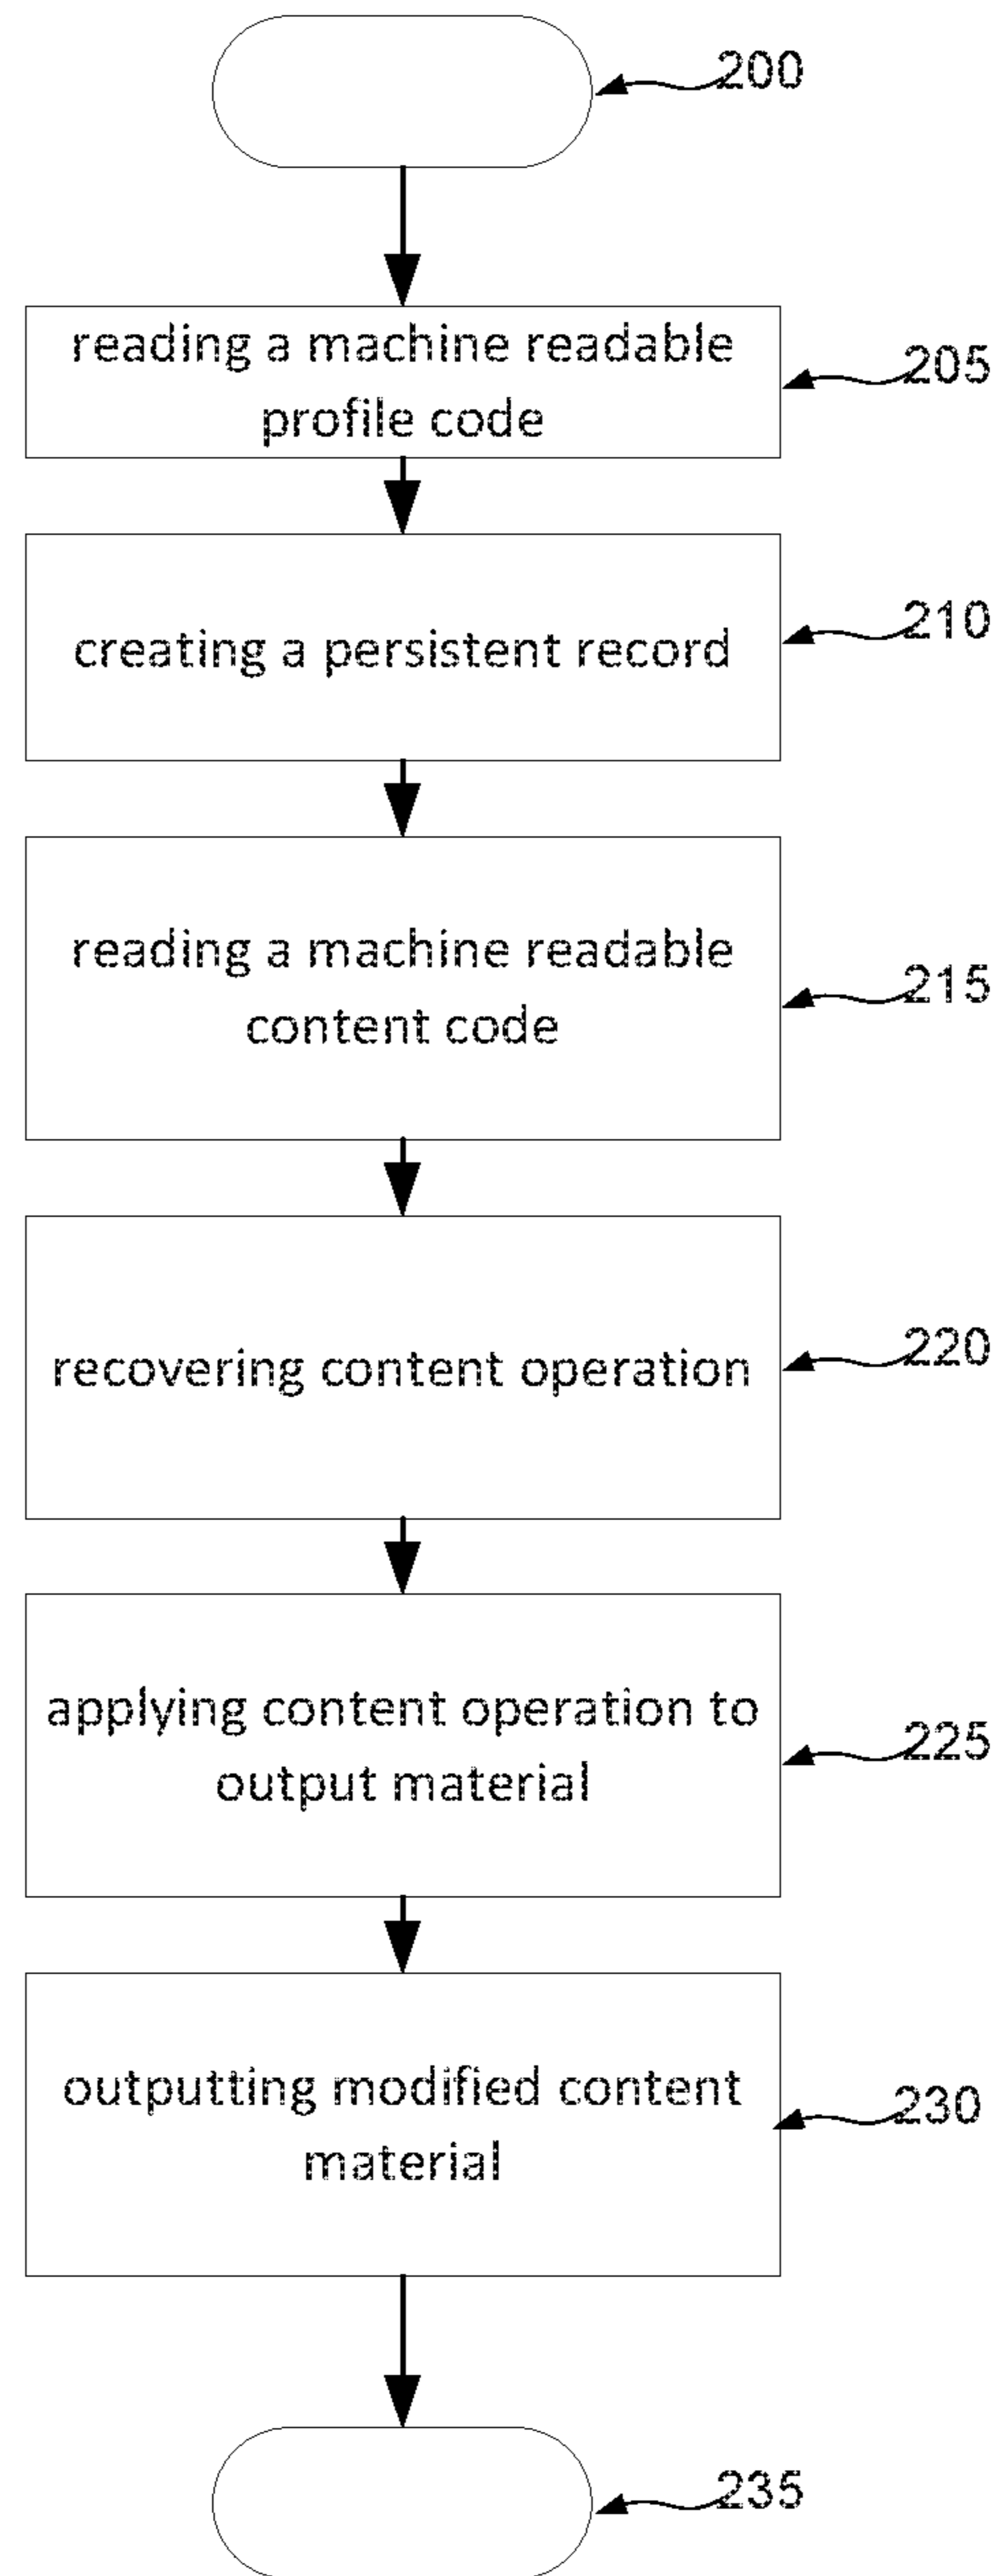 200
reading a machine readable
profile code
205
creating a persistent record
210
reading a machine readable
content code
215
recovering content operation
220
applying content operation to
output material
225
outputting modified content
material
230
235